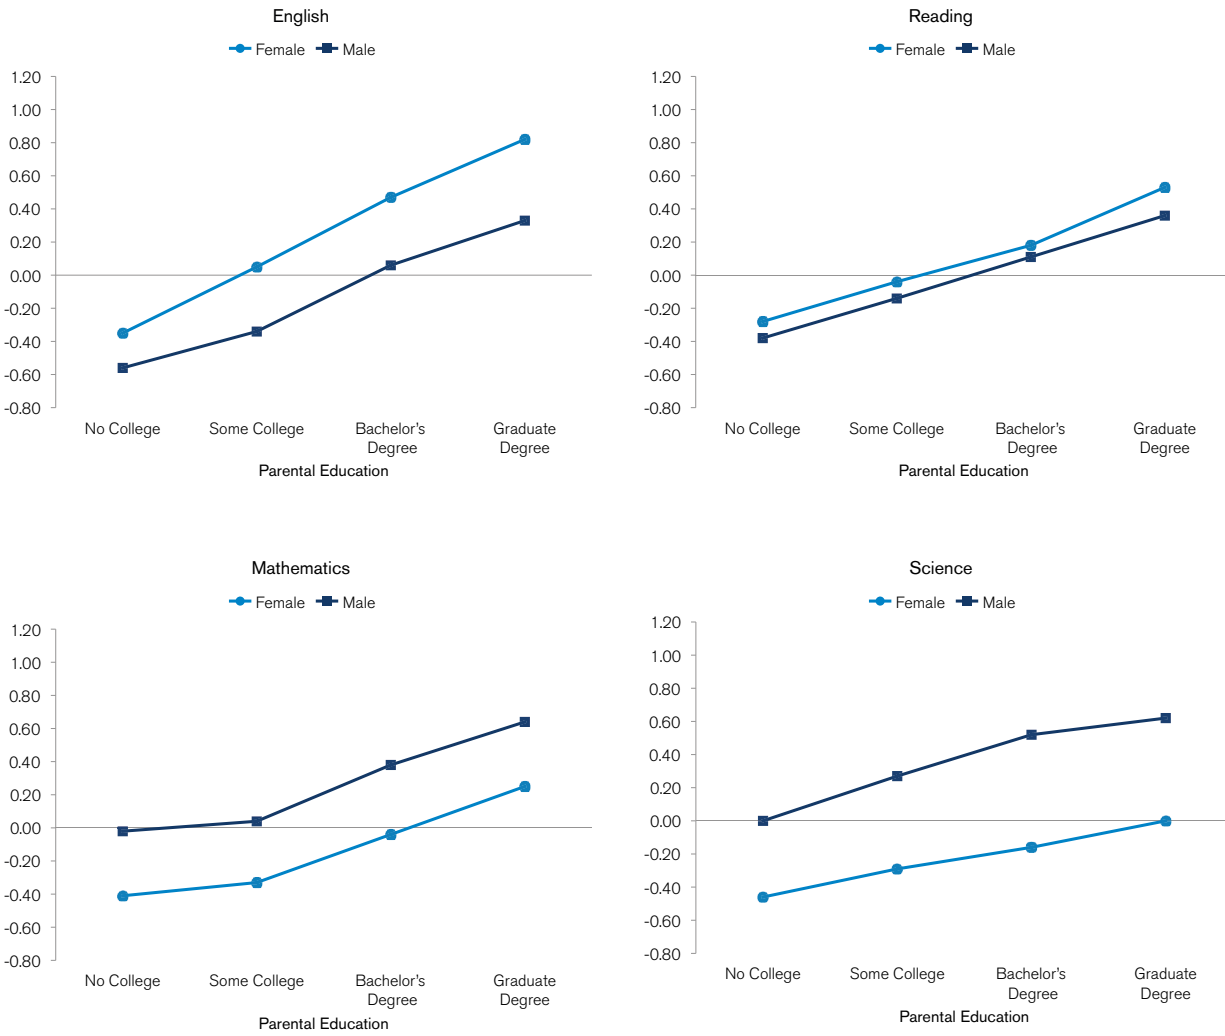 English
Female Male
1.20
1.00
0.80
0.60
0.40
0.20
0.00
-0.20
-0.40
-0.60
-0.80
No College Some College Bachelor's Graduate
Degree Degree
Parental Education
Reading
Female Male
1.20
1.00
0.80
0.60
0.40
0.20
0.00
-0.20
-0.40
-0.60
-0.80
No College Some College Bachelor's Graduate
Degree Degree
Parental Education
Mathematics
Female Male
1.20
1.00
0.80
0.60
0.40
0.20
0.00
-0.20
-0.40
-0.60
-0.80
No College Some College Bachelor's Graduate
Degree Degree
Parental Education
Science
Female Male
1.20
1.00
0.80
0.60
0.40
0.20
0.00
-0.20
-0.40
-0.60
-0.80
No College Some College Bachelor's Graduate
Degree Degree
Parental Education